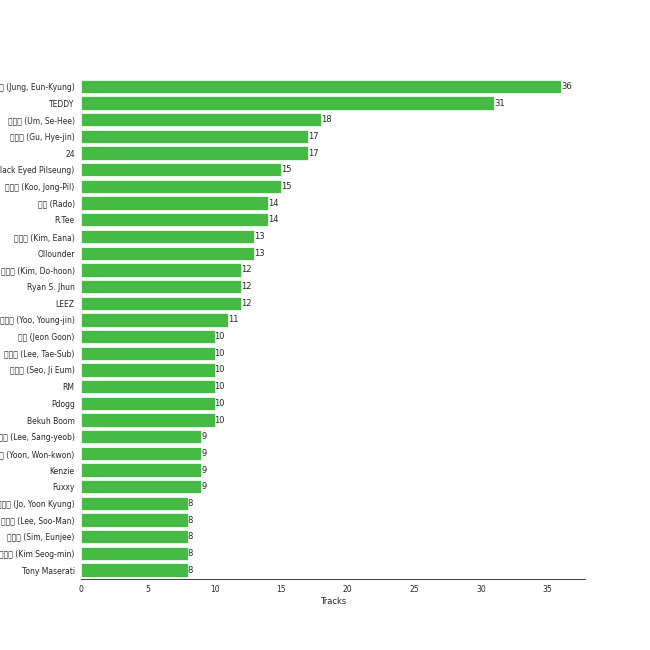 (Jung, Eun-Kyung) 36
TEDDY 31
(Um, Se-Hee) 18
(Gu, Hye-jin) 17
24 17
lack Eyed Pilseung) 15
(Koo, Jong-Pil) 15
(Rado) 14
R.Tee 14
(Kim, Eana) 13
Ollounder 13
(Kim, Do-hoon) 12
Ryan S. Jhun 12
LEEZ 12
(Yoo, Young-jin) 11
(Jeon Goon) 10
(Lee, Tae-Sub) 10
(Seo, Ji Eum) 10
RM 10
Pdogg 10
Bekuh Boom 10
(Lee, Sang-yeob) 9
(Yoon, Won-kwon) 9
Kenzie 9
Fuxxy 9
(Jo, Yoon Kyung) 8
(Lee, Soo-Man) 8
(Sim, Eunjee) 8
(Kim Seog-min) 8
Tony Maserati 8
0 5 10 15 20 25 30 35
Tracks